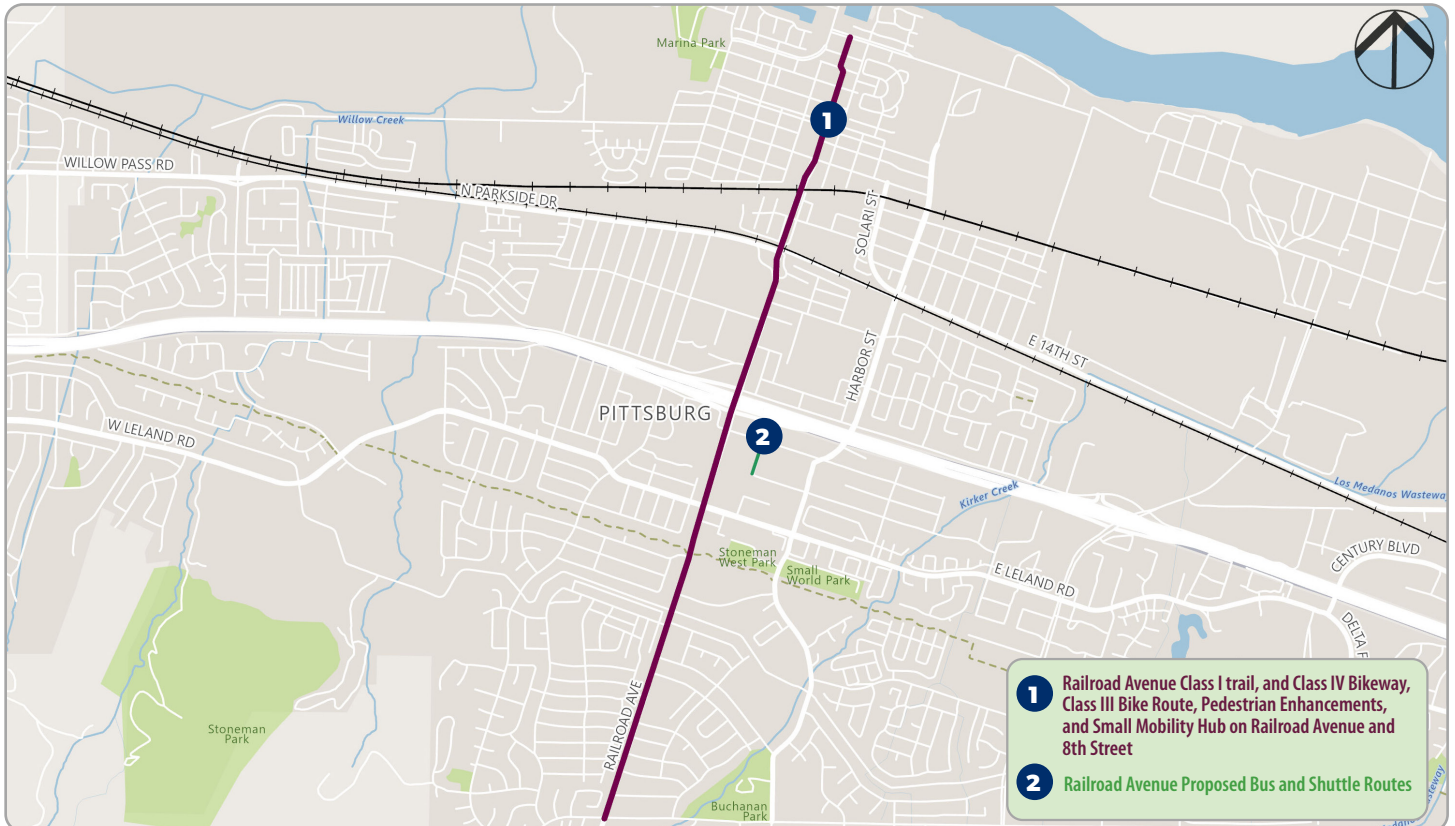 Marina Park
1
Willow Creek
WILLOW PASS RD
N PARKSIDE DR
SOLARI ST
HARBOR ST
E 14TH ST
PITTSBURG
2
W LELAND RD
Los Medanos
Kirker Creek
Stoneman
West Park
Small
World Park
E LELAND RD
CENTURY BLVD
DELTA
Stoneman
Park
RAILROAD AVE
Buchanan
Park
1 Railroad Avenue Class I trail, and Class IV Bikeway,
Class III Bike Route, Pedestrian Enhancements,
and Small Mobility Hub on Railroad Avenue and
8th Street
2 Railroad Avenue Proposed Bus and Shuttle Routes